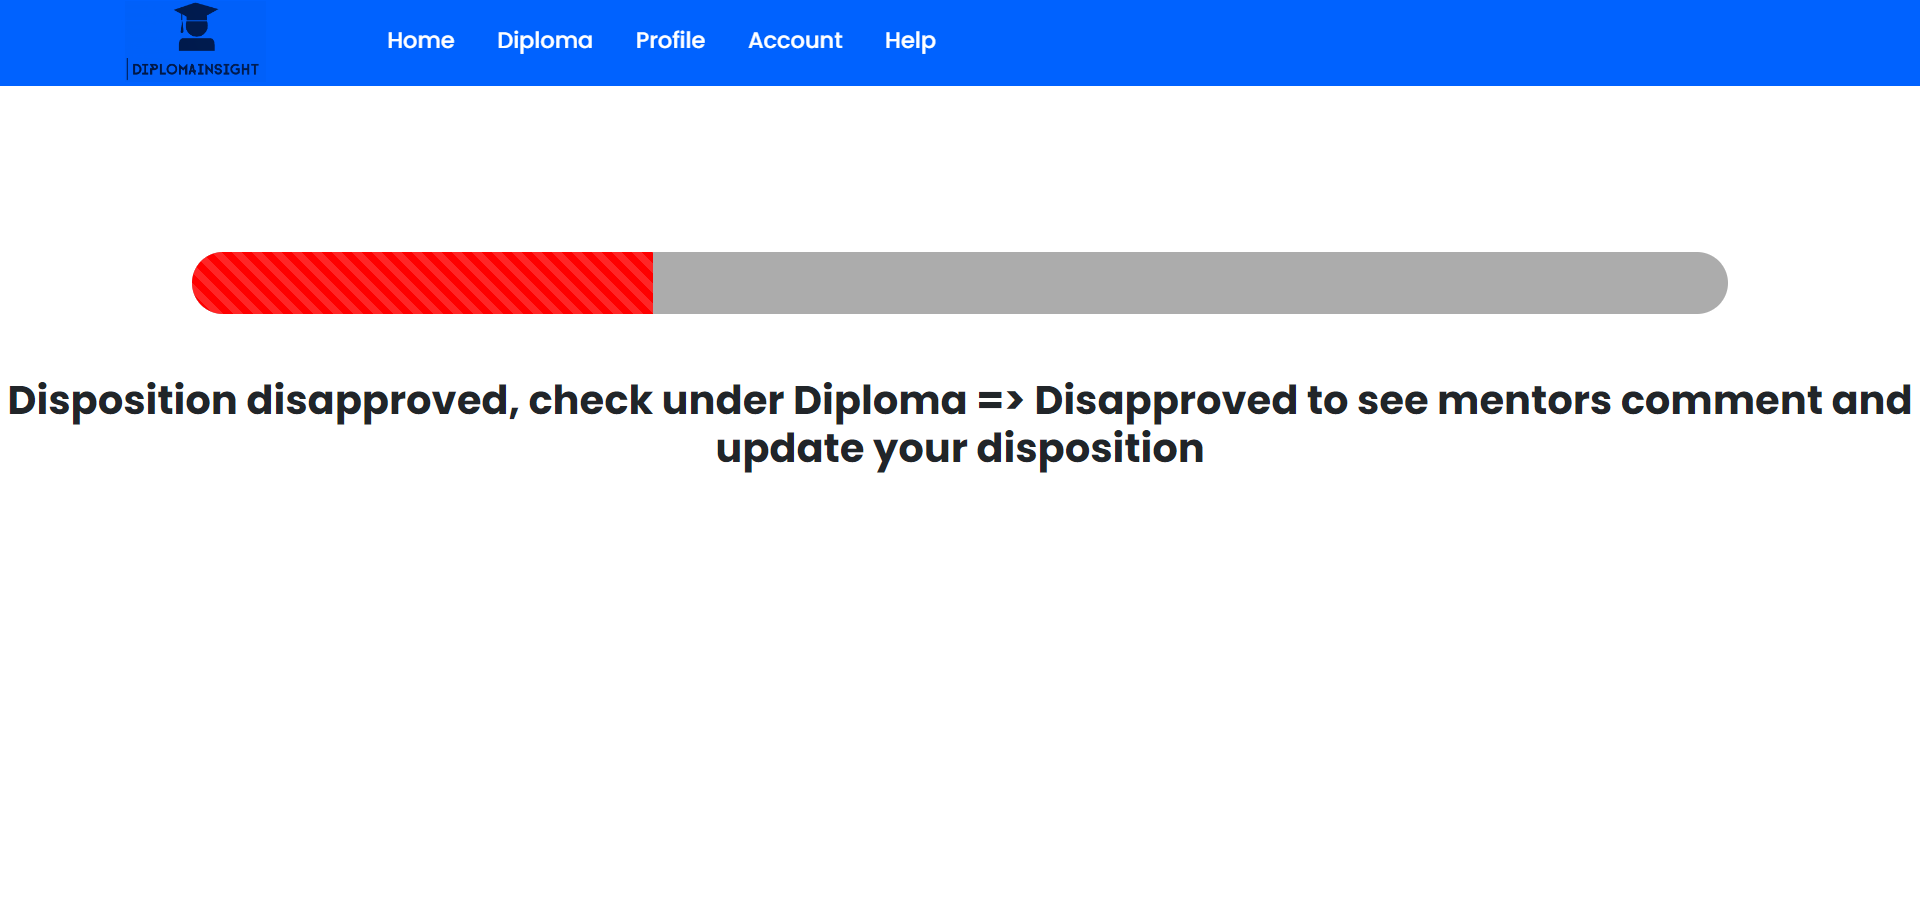 Home Diploma Profile Account Help
DIPLOMAINSIGHT
Disposition disapproved, check under Diploma => Disapproved to see mentors comment and
update your disposition